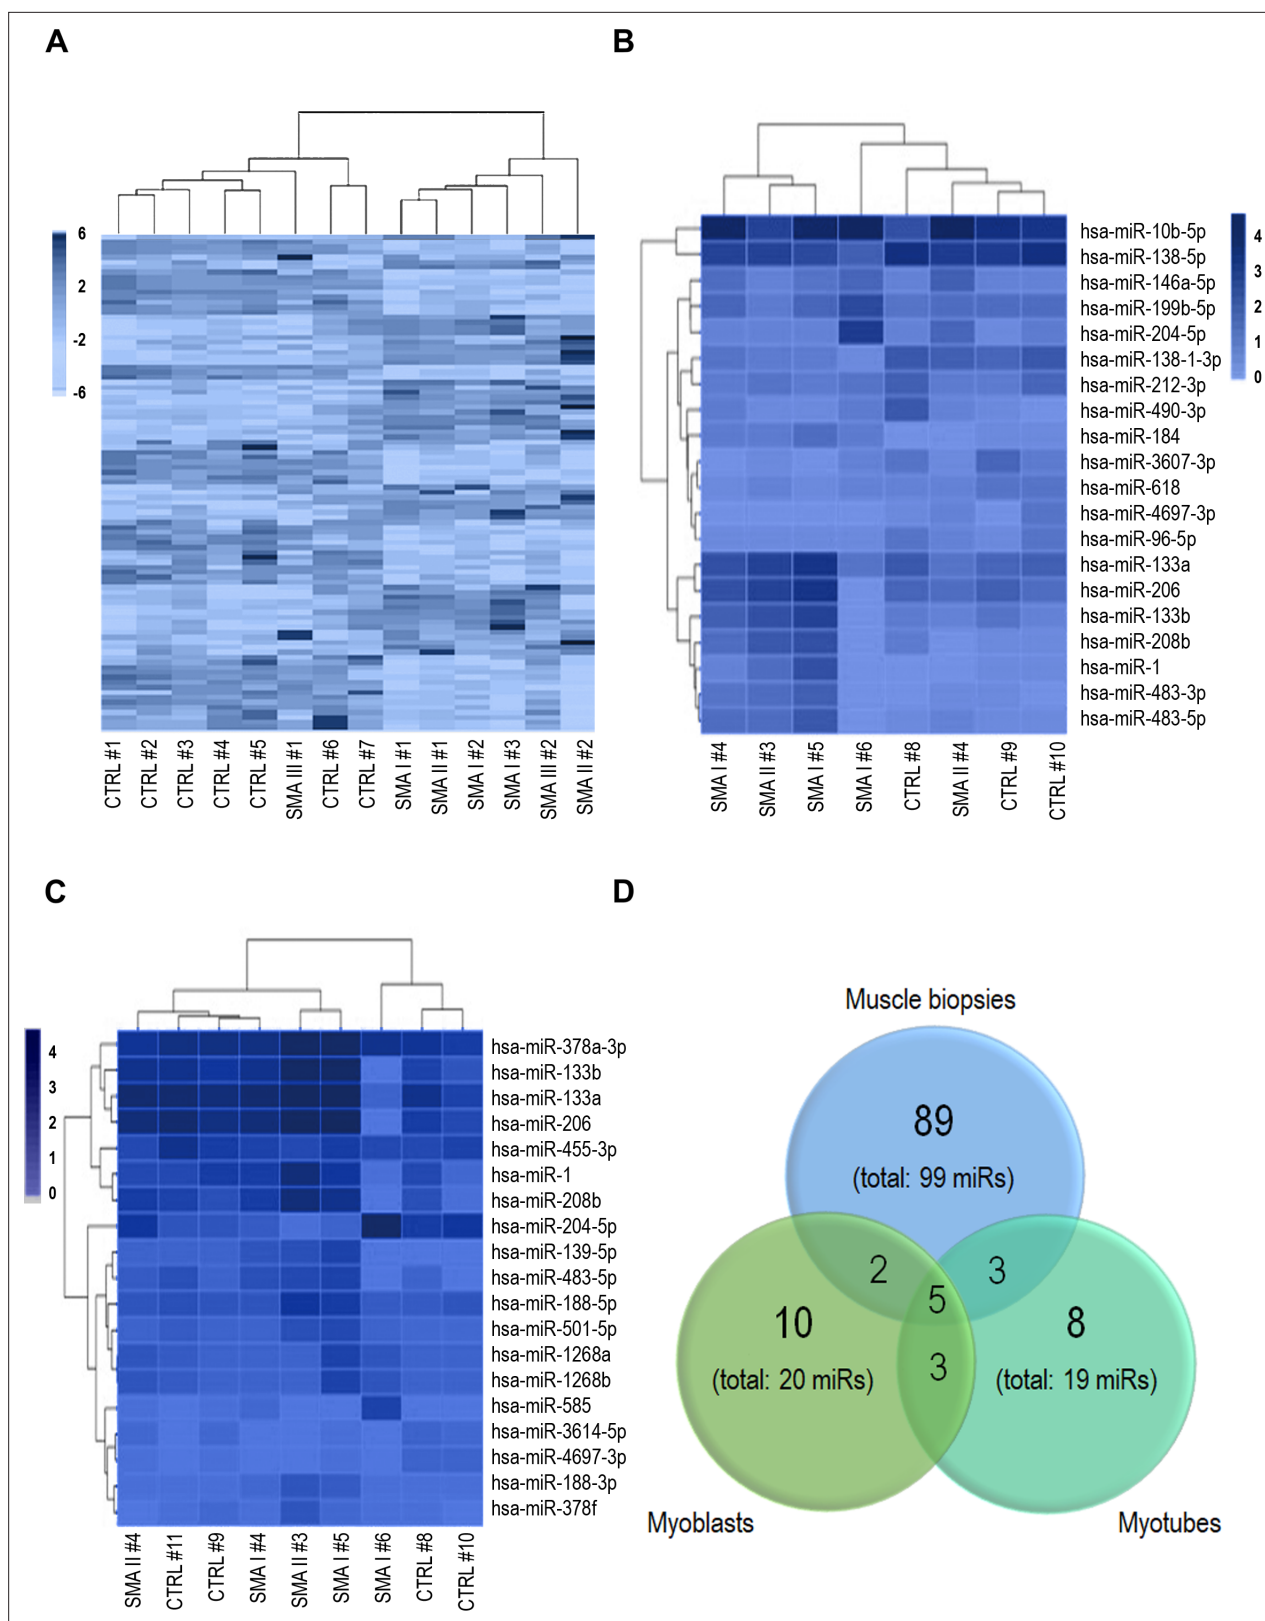 A
6
2
-2
-6
CTRL #1
CTRL #2
CTRL #3
CTRL #4
CTRL #5
SMA III #1
CTRL #6
CTRL #7
SMA I #1
SMA II #1
SMA I #2
SMA I #3
SMA III #2
SMA II #2
B
hsa-miR-10b-5p
hsa-miR-138-5p
hsa-miR-146a-5p
hsa-miR-199b-5p
hsa-miR-204-5p
hsa-miR-138-1-3p
hsa-miR-212-3p
hsa-miR-490-3p
hsa-miR-184
hsa-miR-3607-3p
hsa-miR-618
hsa-miR-4697-3p
hsa-miR-96-5p
hsa-miR-133a
hsa-miR-206
hsa-miR-133b
hsa-miR-208b
hsa-miR-1
hsa-miR-483-3p
hsa-miR-483-5p
4
3
2
1
0
SMA I #4
SMA II #3
SMA I #5
SMA I #6
CTRL #8
SMA II #4
CTRL #9
CTRL #10
C
4
3
2
1
0
hsa-miR-378a-3p
hsa-miR-133b
hsa-miR-133a
hsa-miR-206
hsa-miR-455-3p
hsa-miR-1
hsa-miR-208b
hsa-miR-204-5p
hsa-miR-139-5p
hsa-miR-483-5p
hsa-miR-188-5p
hsa-miR-501-5p
hsa-miR-1268a
hsa-miR-1268b
hsa-miR-585
hsa-miR-3614-5p
hsa-miR-4697-3p
hsa-miR-188-3p
hsa-miR-378f
SMA II #4
CTRL #11
CTRL #9
SMA I #4
SMA II #3
SMA I #5
SMA I #6
CTRL #8
CTRL #10
D
Muscle biopsies
89
(total: 99 miRs)
2
3
5
10
8
3
(total: 20 miRs)
(total: 19 miRs)
Myoblasts
Myotubes